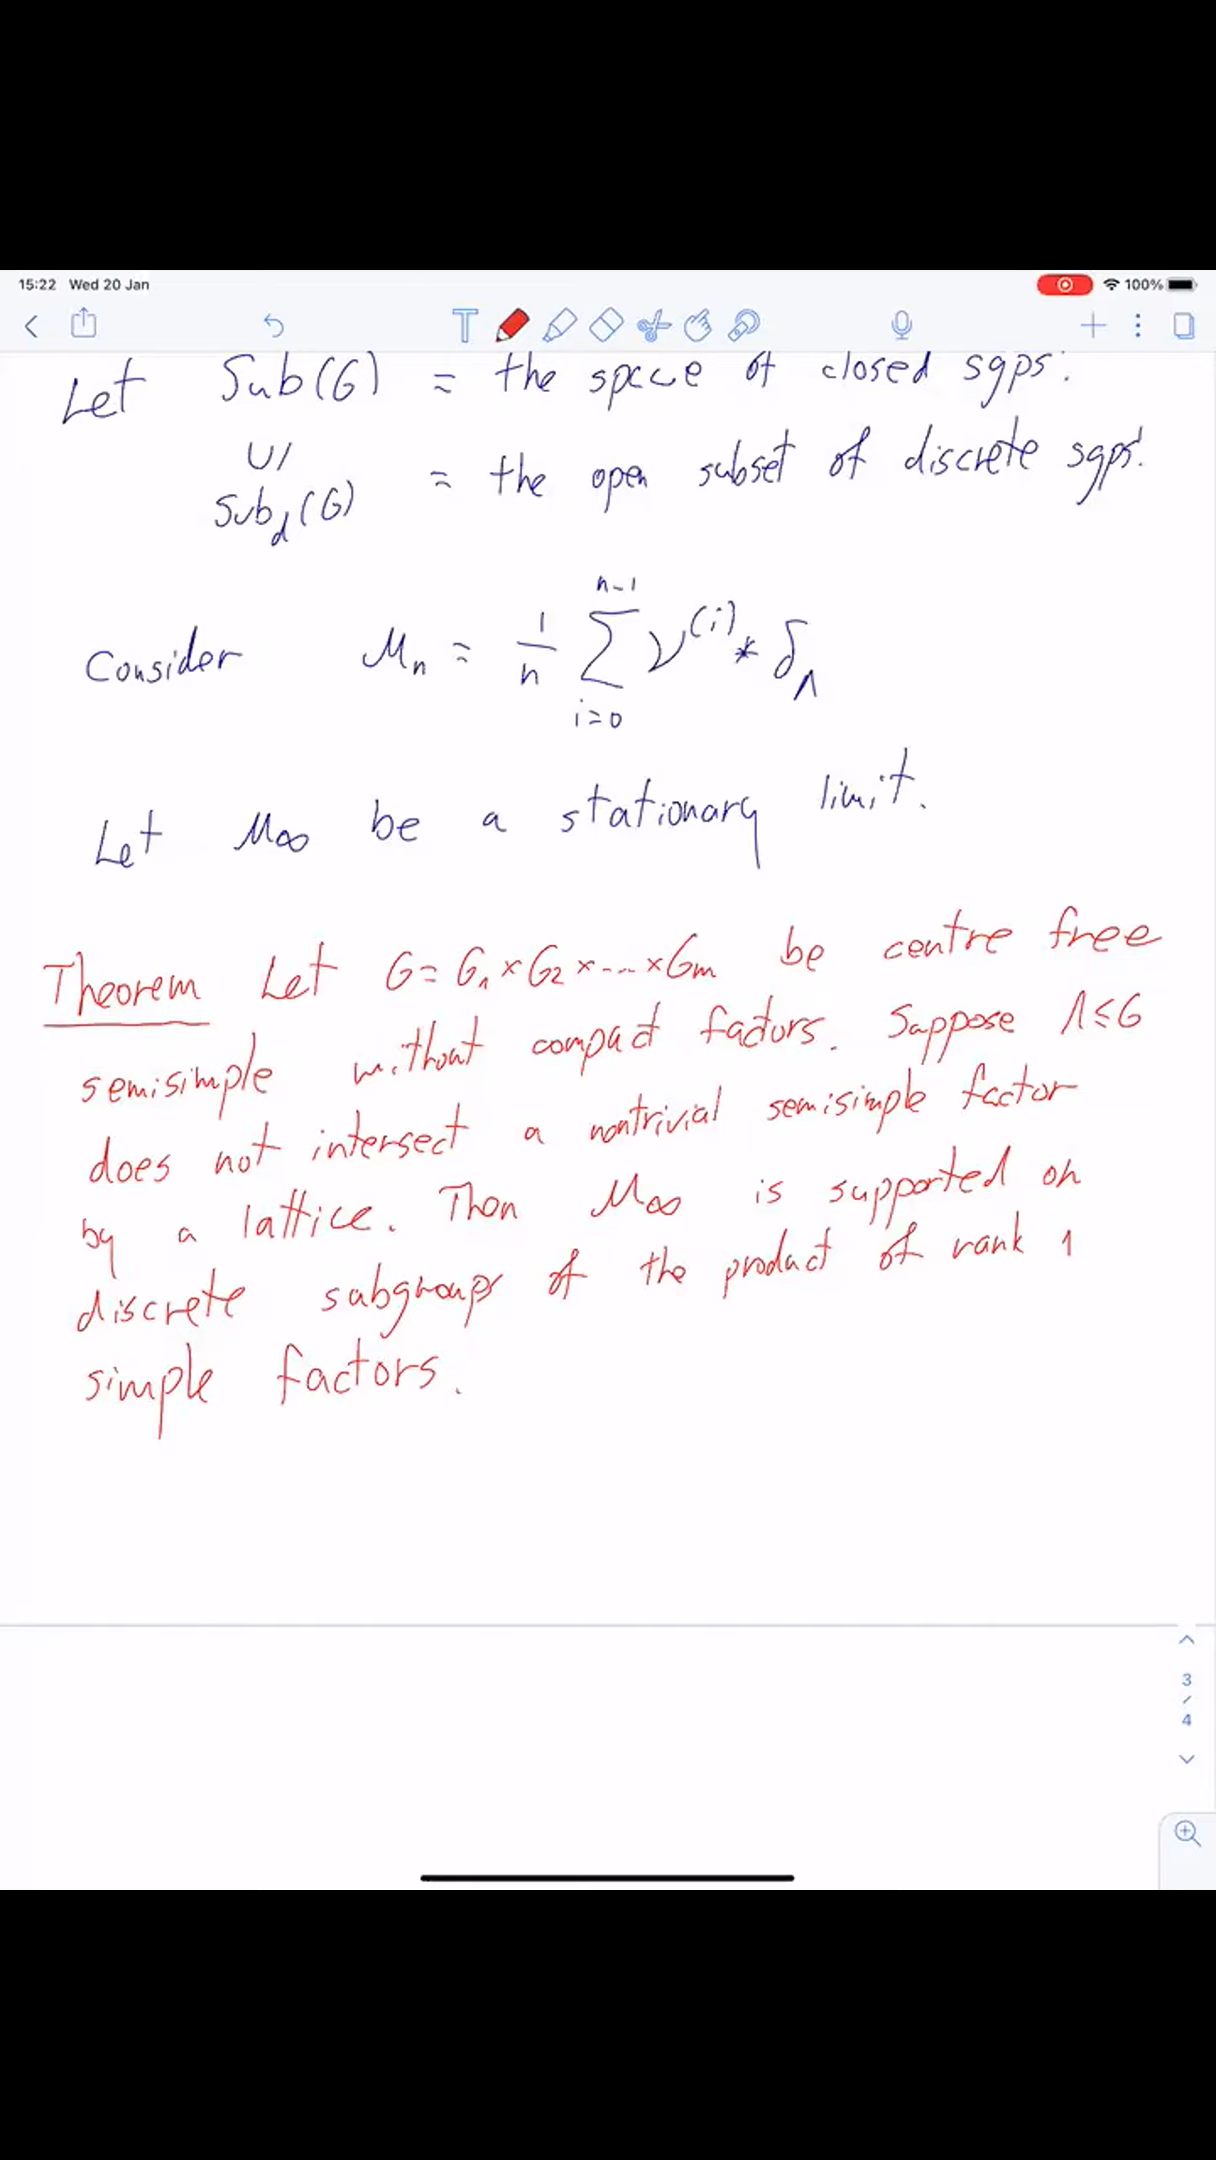 15:22 Wed 20 Jan 100%
Let Sub(G) = the space of closed sgps.
U/
Sub_d(G) = the open subset of discrete sgps.
n-1
Consider μ_n = 1/n Σ ν^(i) * δ_Λ
i=0
Let μ_∞ be a stationary limit.
Theorem Let G = G_1 × G_2 × ... × G_m be centre free
semisimple without compact factors. Suppose Λ ≤ G
does not intersect a nontrivial semisimple factor
by a lattice. Then μ_∞ is supported on
discrete subgroups of the product of rank 1
simple factors.
3
/
4